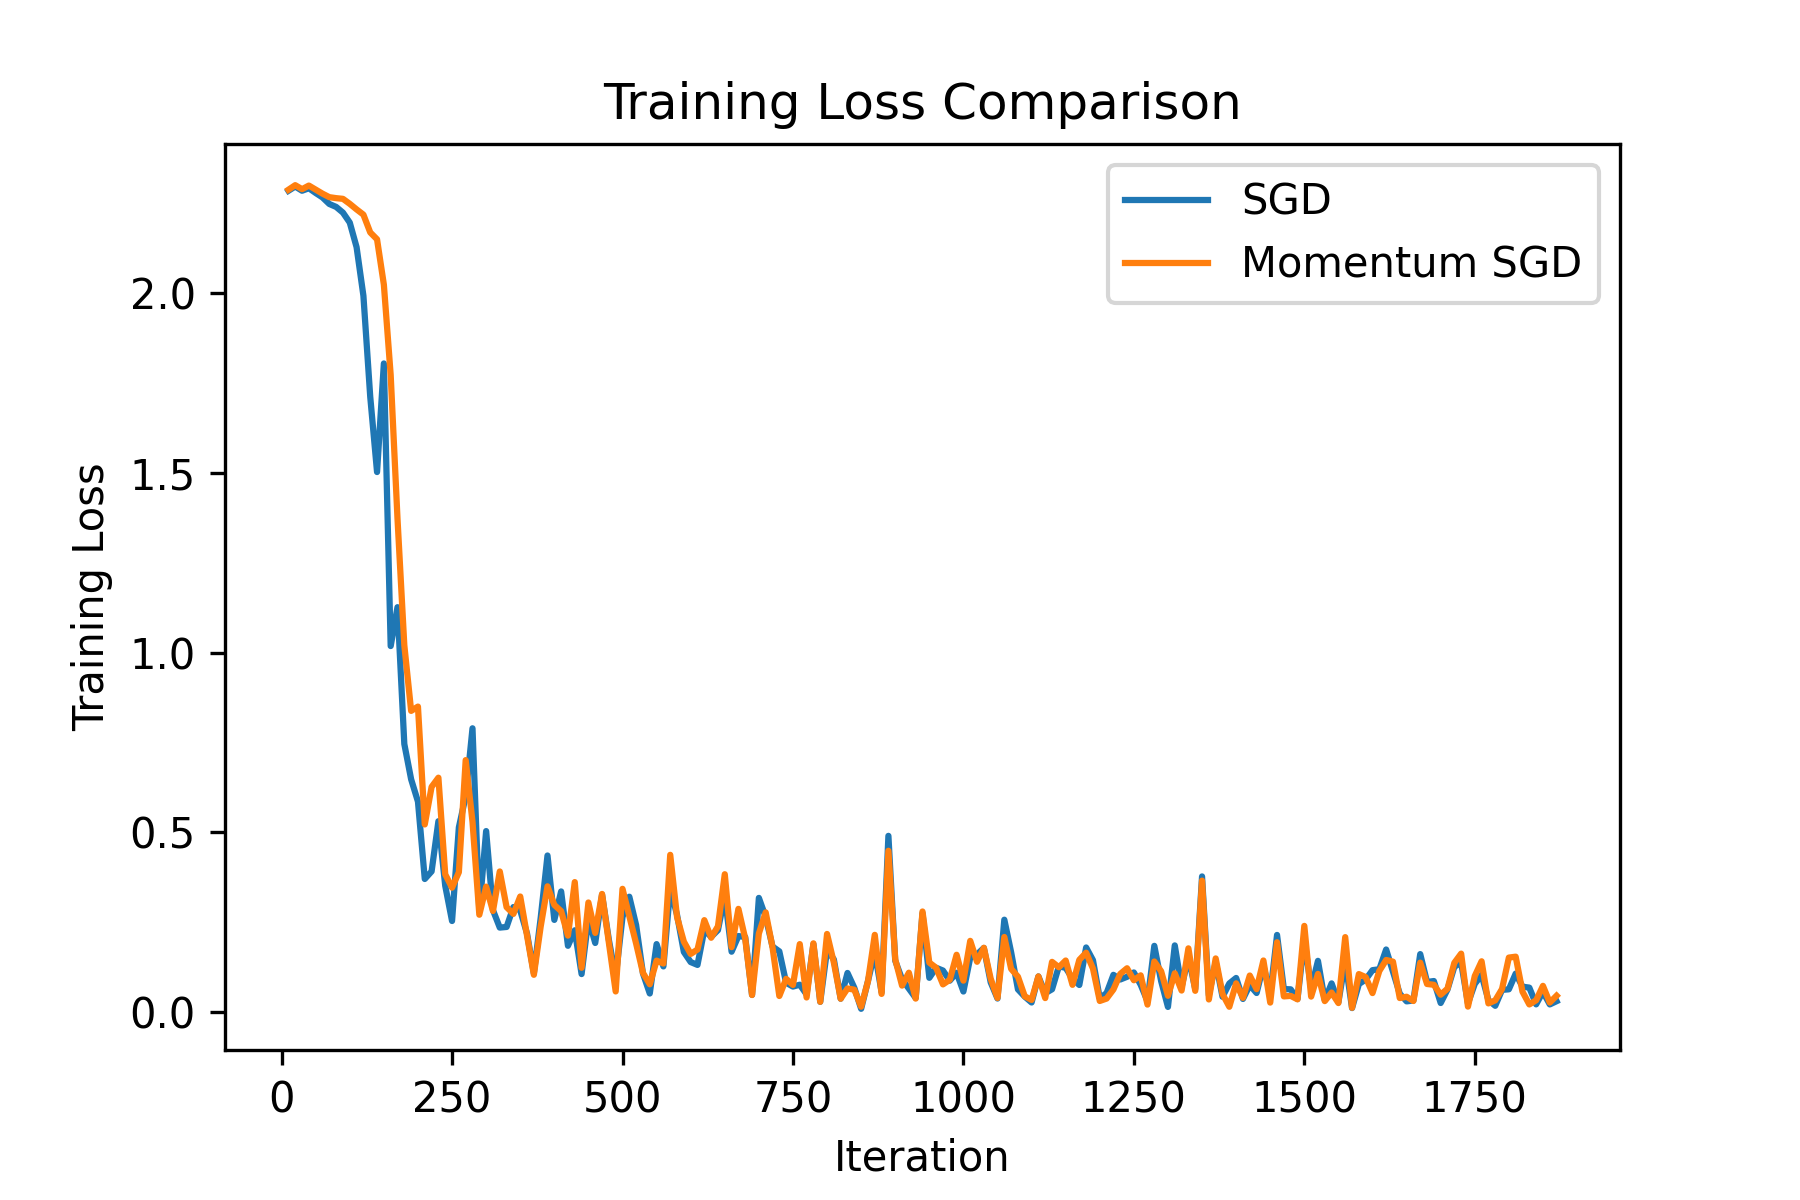 Training Loss Comparison
SGD
Momentum SGD
Training Loss
2.0
1.5
1.0
0.5
0.0
0 250 500 750 1000 1250 1500 1750
Iteration